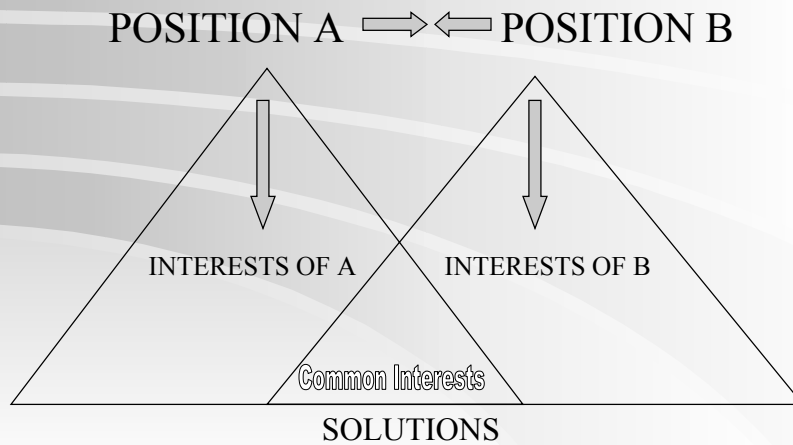 POSITION A POSITION B
INTERESTS OF A INTERESTS OF B
Common Interests
SOLUTIONS